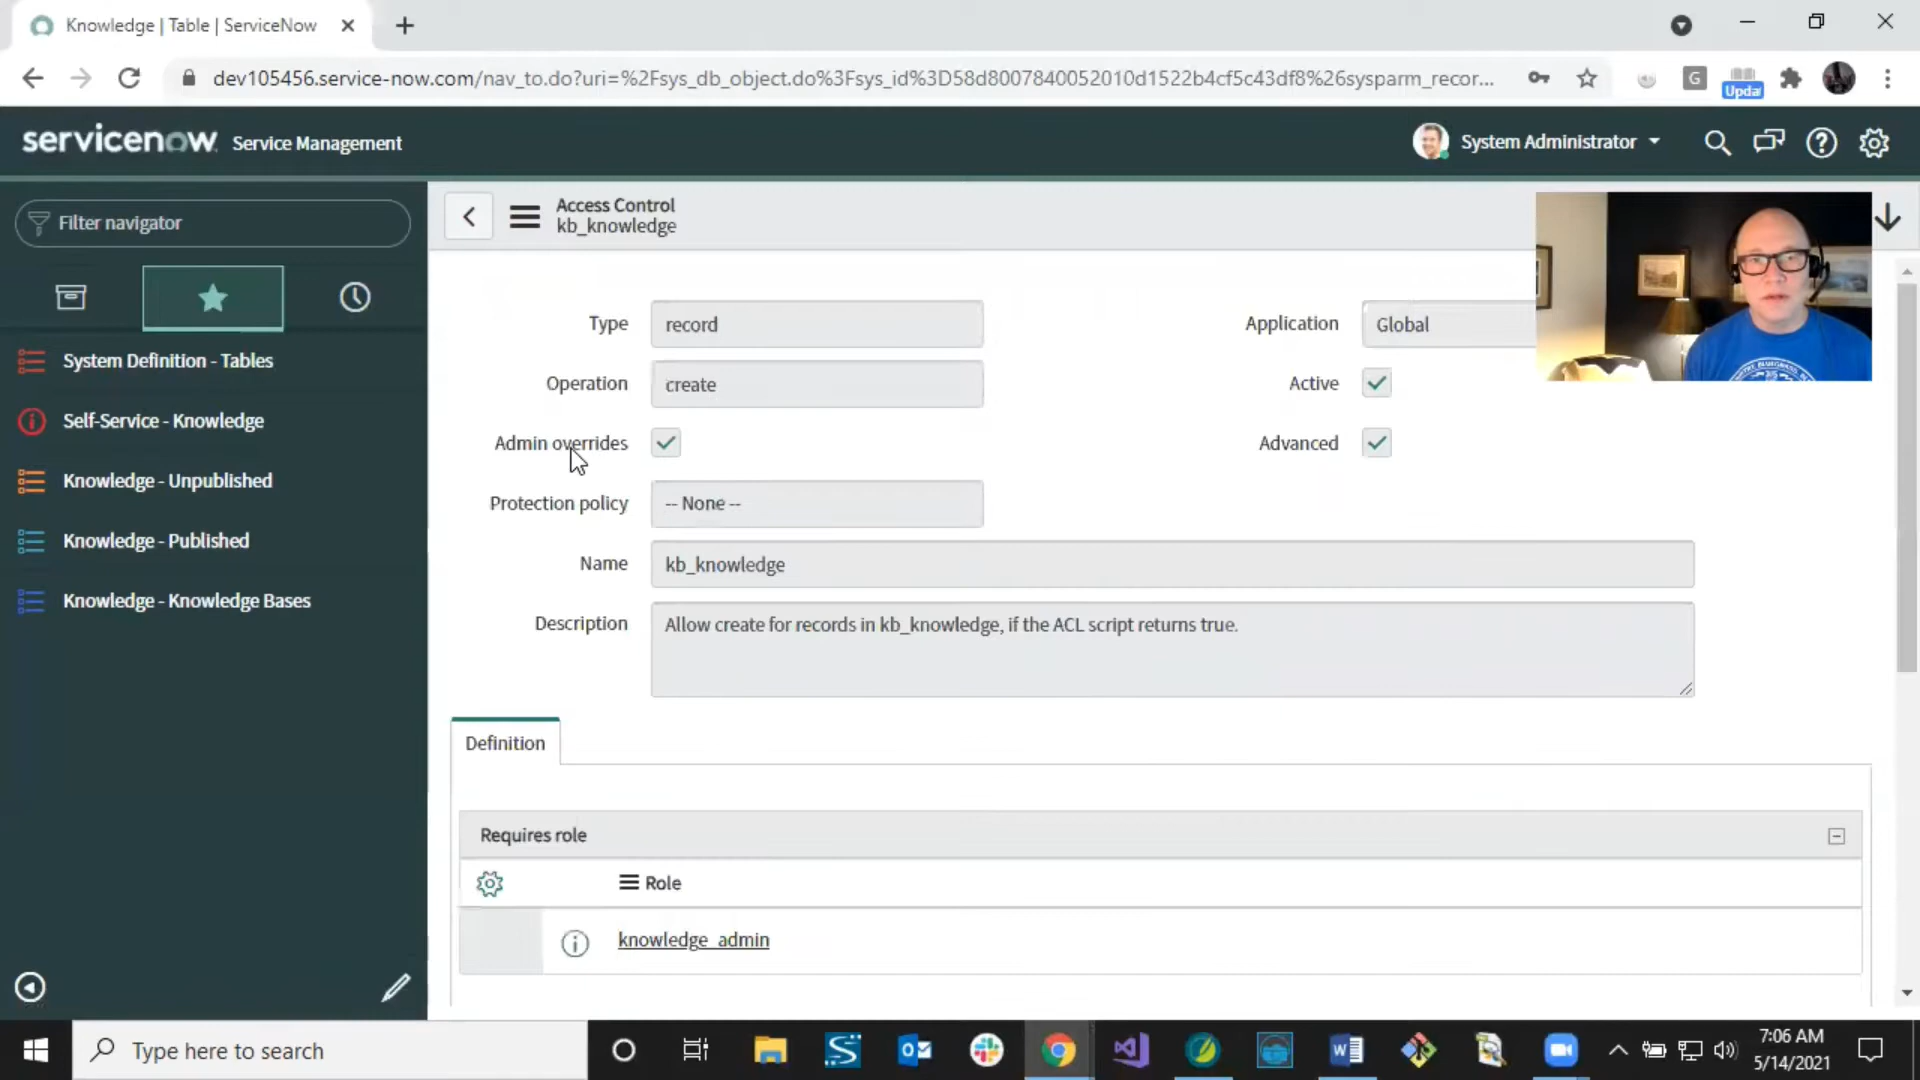 Knowledge | Table | ServiceNow
dev105456.service-now.com/nav_to.do?uri=%2Fsys_db_object.do%3Fsys_id%3D58d8007840052010d1522b4cf5c43df8%26sysparm_recor...
G
Updat
servicenow Service Management
System Administrator
Filter navigator
System Definition - Tables
Self-Service - Knowledge
Knowledge - Unpublished
Knowledge - Published
Knowledge - Knowledge Bases
Access Control
kb_knowledge
Type record
Application Global
Operation create
Active
Admin overrides
Advanced
Protection policy -- None --
Name kb_knowledge
Description Allow create for records in kb_knowledge, if the ACL script returns true.
Definition
Requires role
Role
knowledge_admin
Type here to search
7:06 AM
5/14/2021